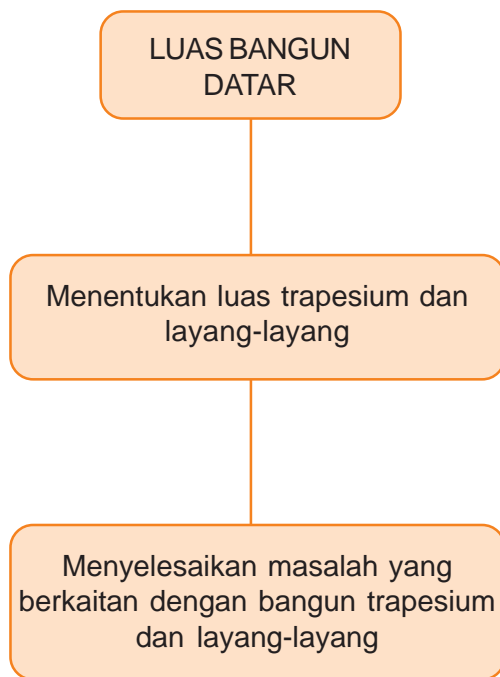 LUAS BANGUN
DATAR
Menentukan luas trapesium dan
layang-layang
Menyelesaikan masalah yang
berkaitan dengan bangun trapesium
dan layang-layang